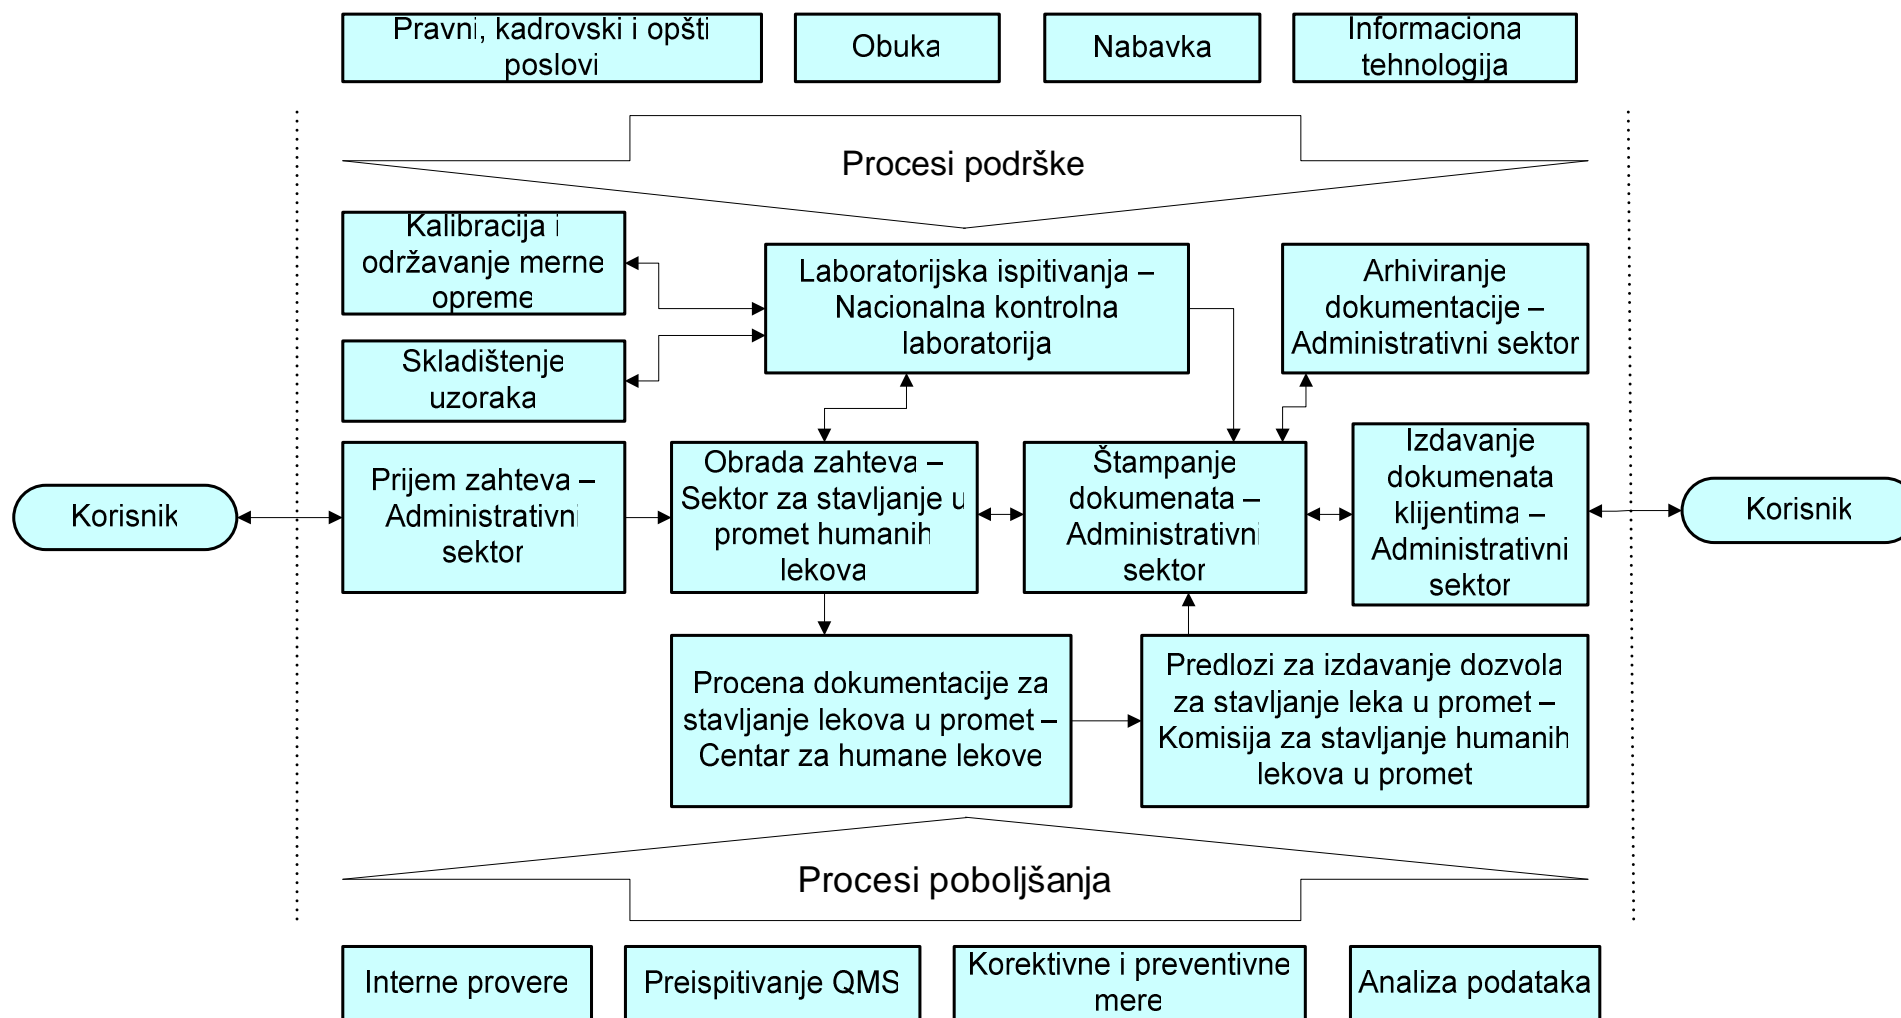 Pravni, kadrovski i opšti
poslovi
Obuka
Nabavka
Informaciona
tehnologija
Procesi podrške
Kalibracija i
održavanje merne
opreme
Laboratorijska ispitivanja –
Nacionalna kontrolna
laboratorija
Arhiviranje
dokumentacije –
Administrativni sektor
Skladištenje
uzoraka
Korisnik
Prijem zahteva –
Administrativni
sektor
Obrada zahteva –
Sektor za stavljanje u
promet humanih
lekova
Štampanje
dokumenata –
Administrativni
sektor
Izdavanje
dokumenata
klijentima –
Administrativni
sektor
Korisnik
Procena dokumentacije za
stavljanje lekova u promet –
Centar za humane lekove
Predlozi za izdavanje dozvola
za stavljanje leka u promet –
Komisija za stavljanje humanih
lekova u promet
Procesi poboljšanja
Interne provere
Preispitivanje QMS
Korektivne i preventivne
mere
Analiza podataka